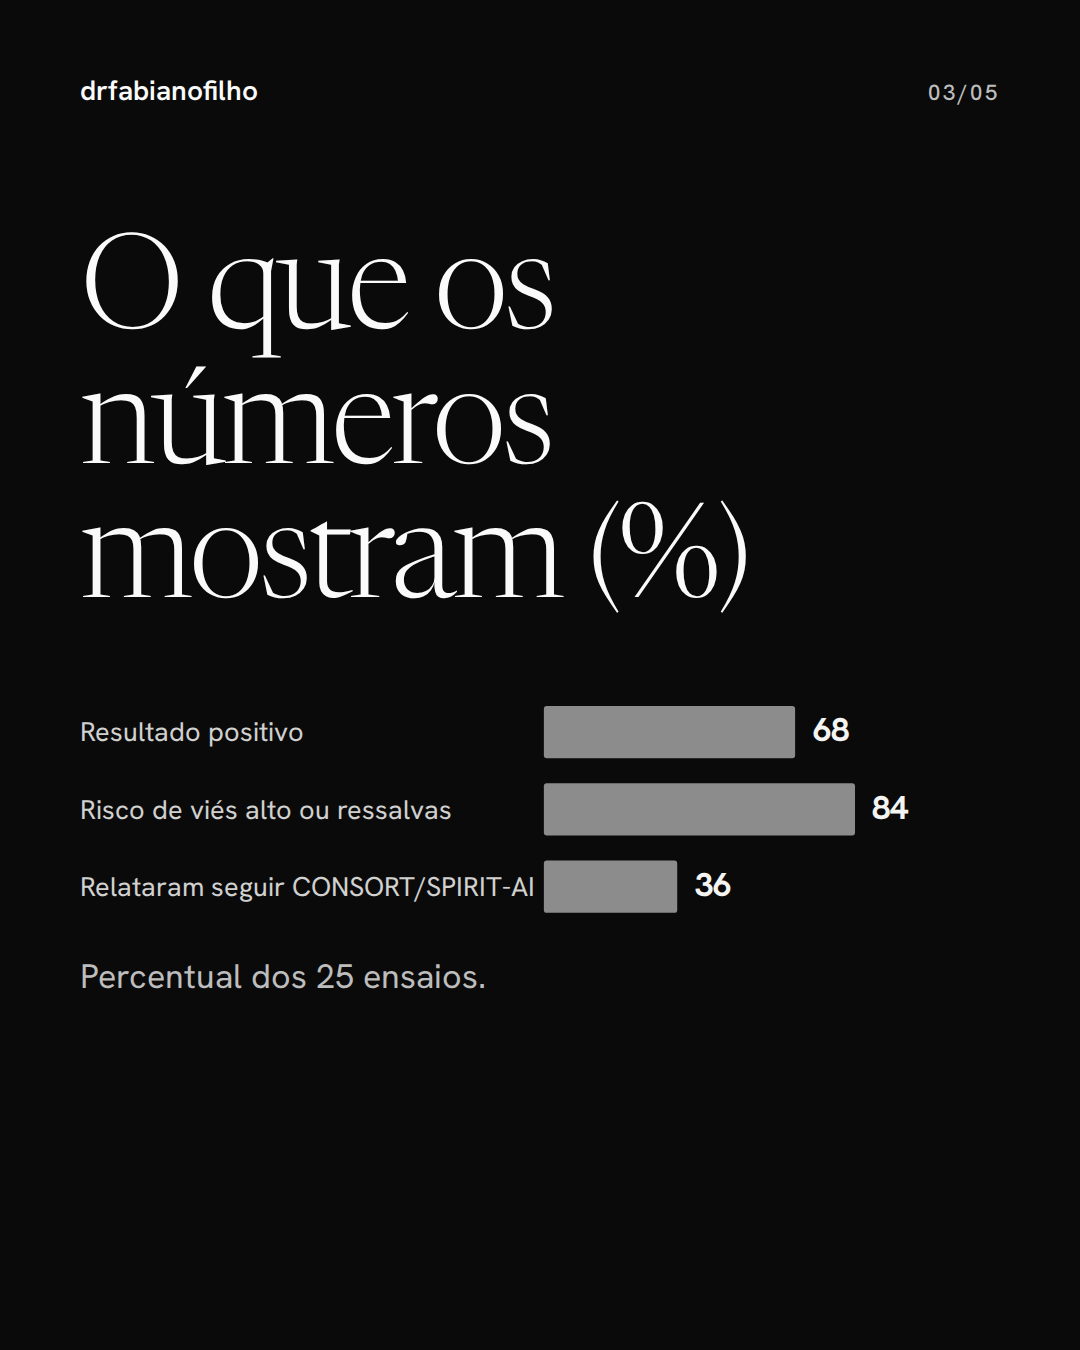 drfabianofilho
03/05
O que os
números
mostram (%)
Resultado positivo 68
Risco de viés alto ou ressalvas 84
Relataram seguir CONSORT/SPIRIT-AI 36
Percentual dos 25 ensaios.